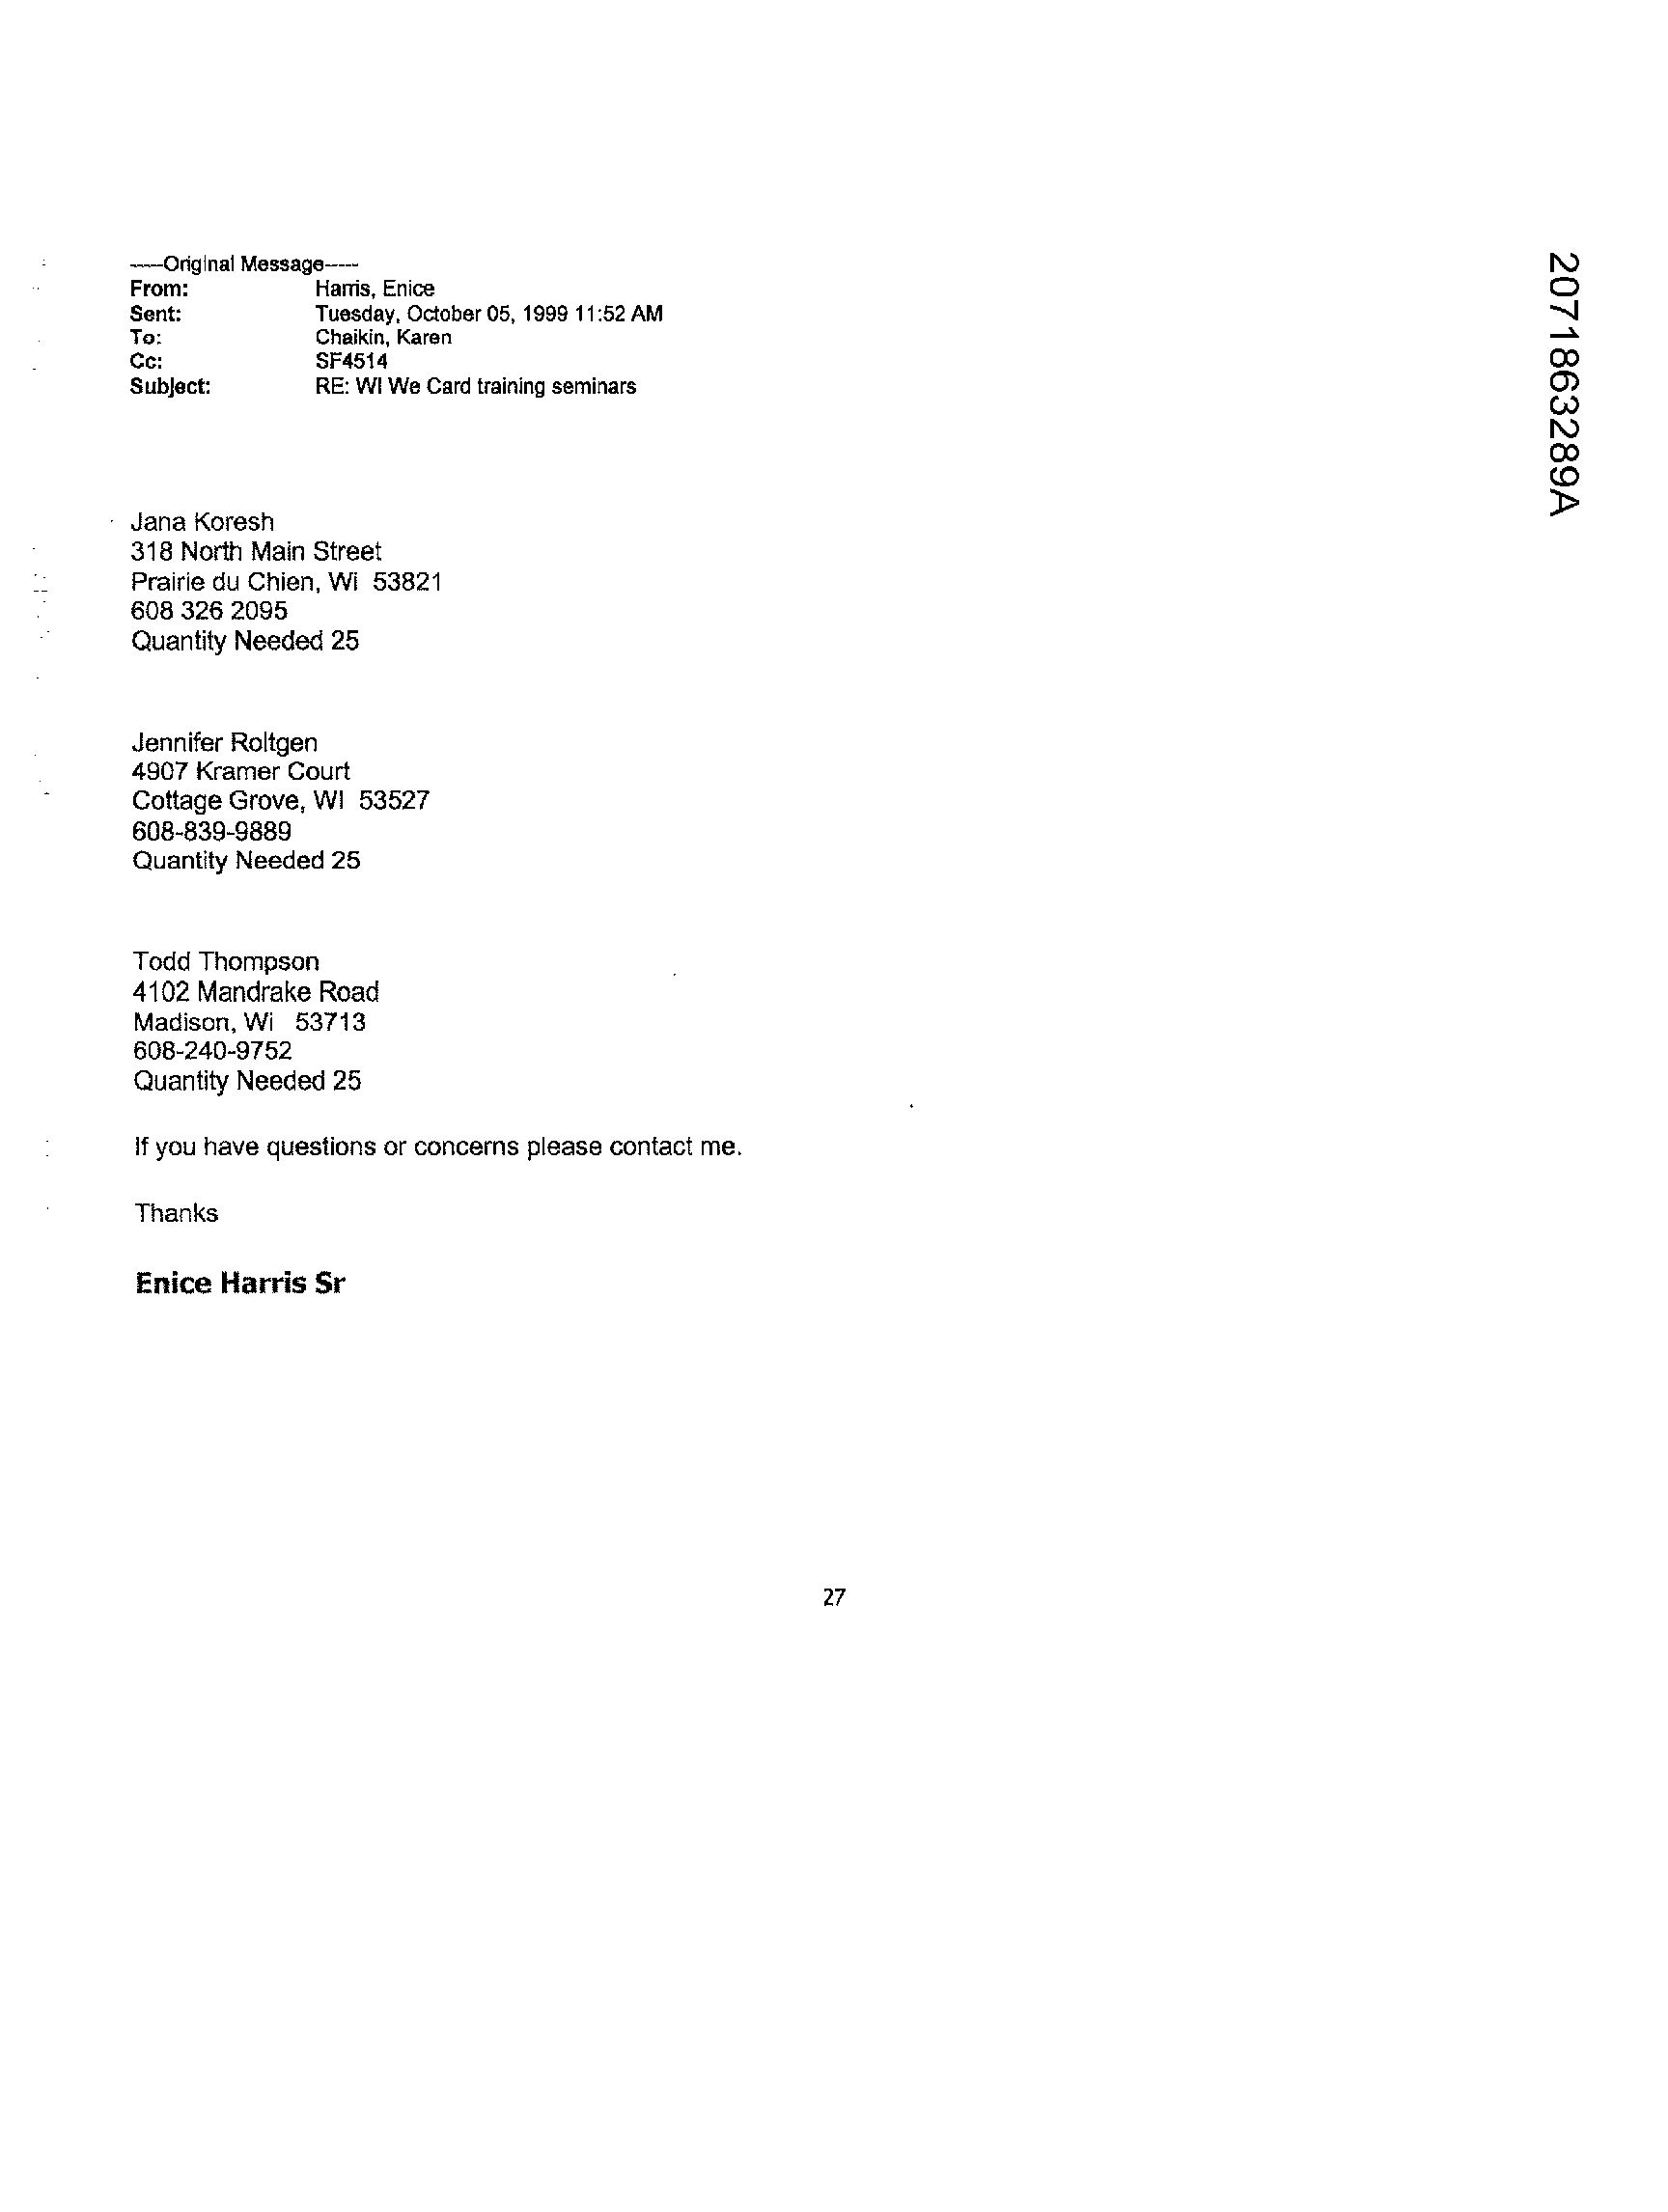 -----Original Message-----
From: Harris, Enice
Sent: Tuesday, October 05, 1999 11:52 AM
To: Chaikin, Karen
Cc: SF4514
Subject: RE: WI We Card training seminars
2071863289A
Jana Koresh
318 North Main Street
Prairie du Chien, Wi 53821
608 326 2095
Quantity Needed 25
Jennifer Roltgen
4907 Kramer Court
Cottage Grove, WI 53527
608-839-9889
Quantity Needed 25
Todd Thompson
4102 Mandrake Road
Madison, Wi 53713
608-240-9752
Quantity Needed 25
If you have questions or concerns please contact me.
Thanks
Enice Harris Sr
27